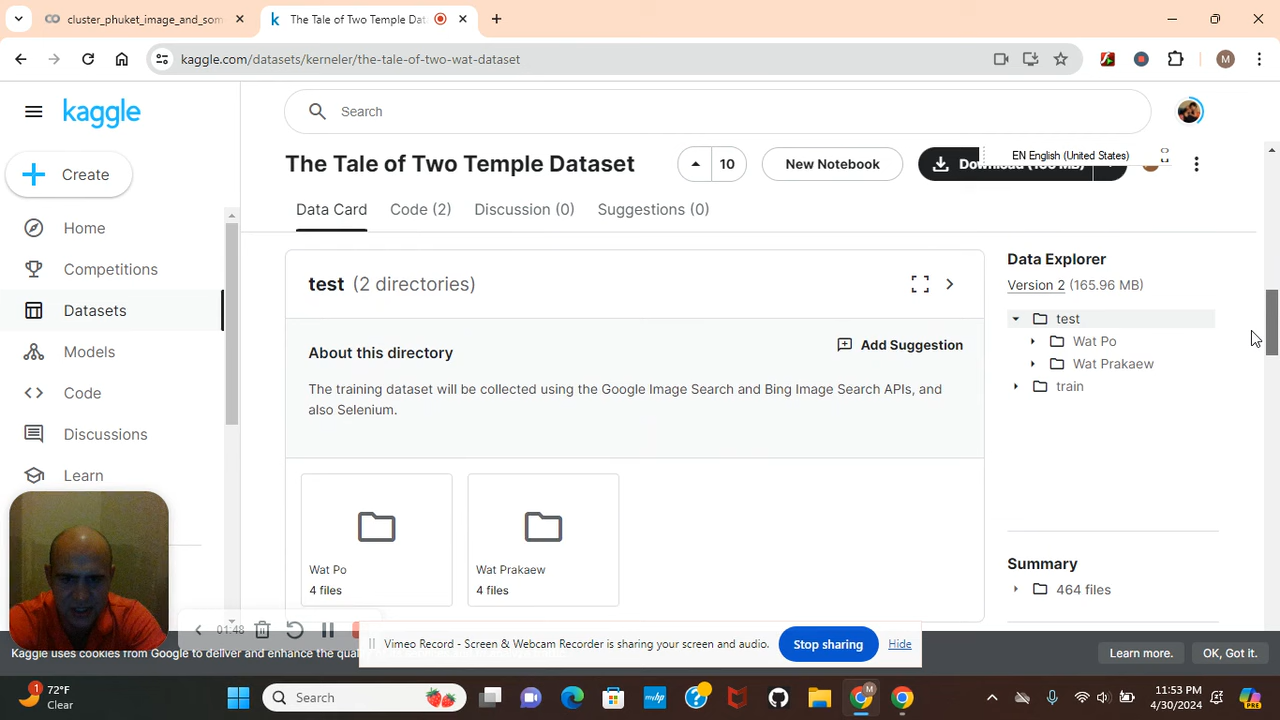 cluster_phuket_image_and_som
The Tale of Two Temple Dat
kaggle.com/datasets/kerneler/the-tale-of-two-wat-dataset
M
kaggle
Search
Create
Home
Competitions
Datasets
Models
Code
Discussions
Learn
The Tale of Two Temple Dataset
10
New Notebook
EN English (United States)
Data Card
Code (2)
Discussion (0)
Suggestions (0)
test (2 directories)
About this directory
Add Suggestion
The training dataset will be collected using the Google Image Search and Bing Image Search APIs, and
also Selenium.
Wat Po
4 files
Wat Prakaew
4 files
Data Explorer
Version 2 (165.96 MB)
test
Wat Po
Wat Prakaew
train
Summary
464 files
01:48
Vimeo Record - Screen & Webcam Recorder is sharing your screen and audio.
Stop sharing
Hide
Kaggle uses cookies from Google to deliver and enhance the qua
Learn more.
OK, Got it.
1
72°F
Clear
Search
11:53 PM
4/30/2024